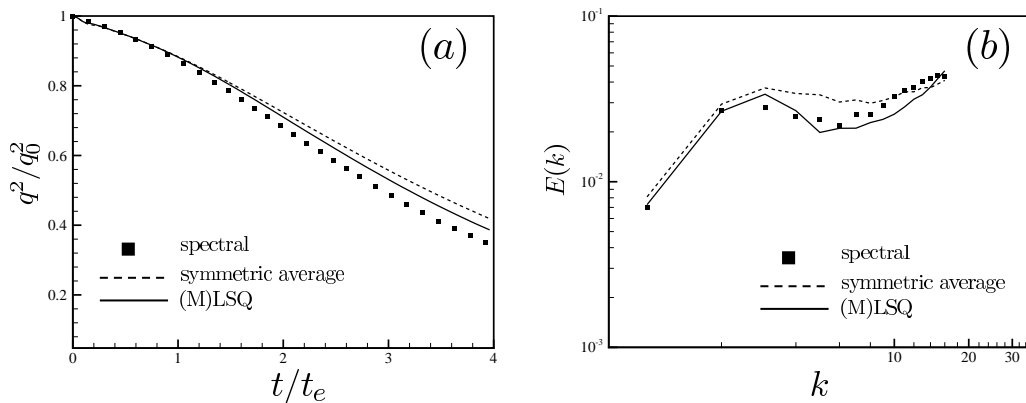 (a)
1
0.8
0.6
0.4
0.2
q²/q₀²
spectral
symmetric average
(M)LSQ
0
1
2
3
4
t/tₑ
(b)
10⁻¹
10⁻²
10⁻³
E(k)
spectral
symmetric average
(M)LSQ
10
20
30
k